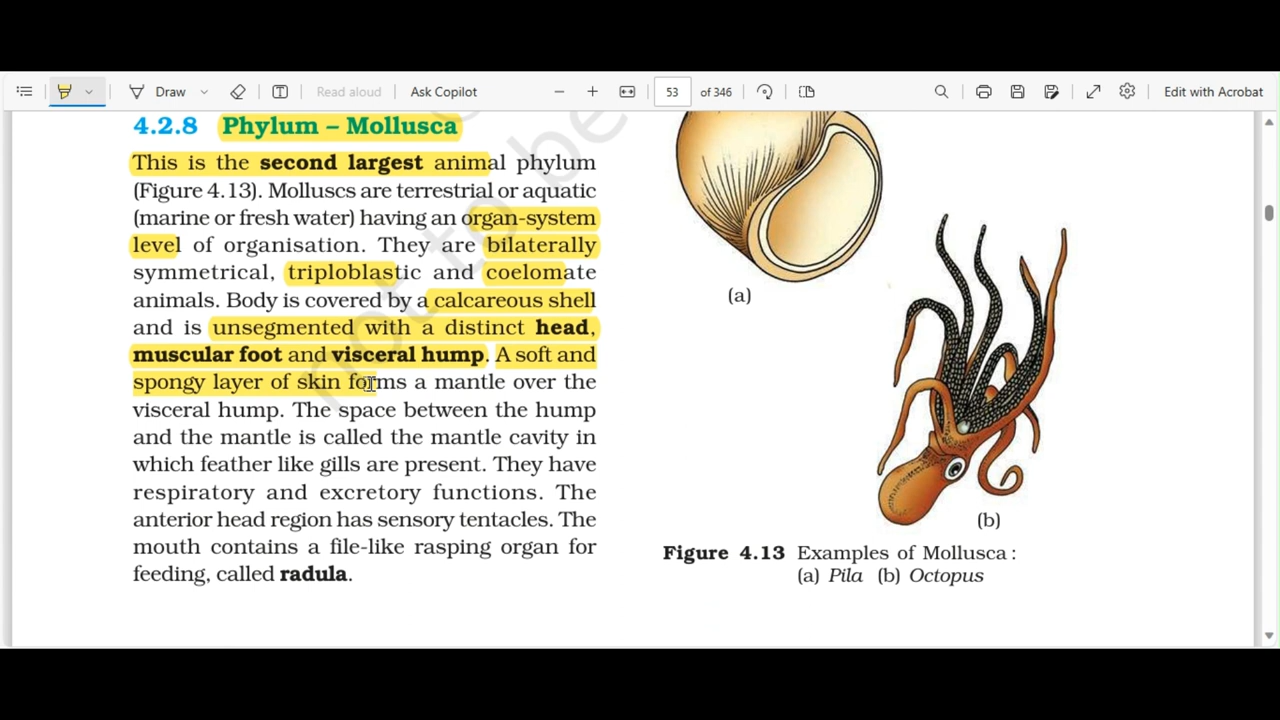 Draw
Read aloud
Ask Copilot
53
of 346
Edit with Acrobat
4.2.8 Phylum – Mollusca
This is the second largest animal phylum
(Figure 4.13). Molluscs are terrestrial or aquatic
(marine or fresh water) having an organ-system
level of organisation. They are bilaterally
symmetrical, triploblastic and coelomate
animals. Body is covered by a calcareous shell
and is unsegmented with a distinct head,
muscular foot and visceral hump. A soft and
spongy layer of skin forms a mantle over the
visceral hump. The space between the hump
and the mantle is called the mantle cavity in
which feather like gills are present. They have
respiratory and excretory functions. The
anterior head region has sensory tentacles. The
mouth contains a file-like rasping organ for
feeding, called radula.
(a)
(b)
Figure 4.13 Examples of Mollusca :
(a) Pila (b) Octopus
not to be